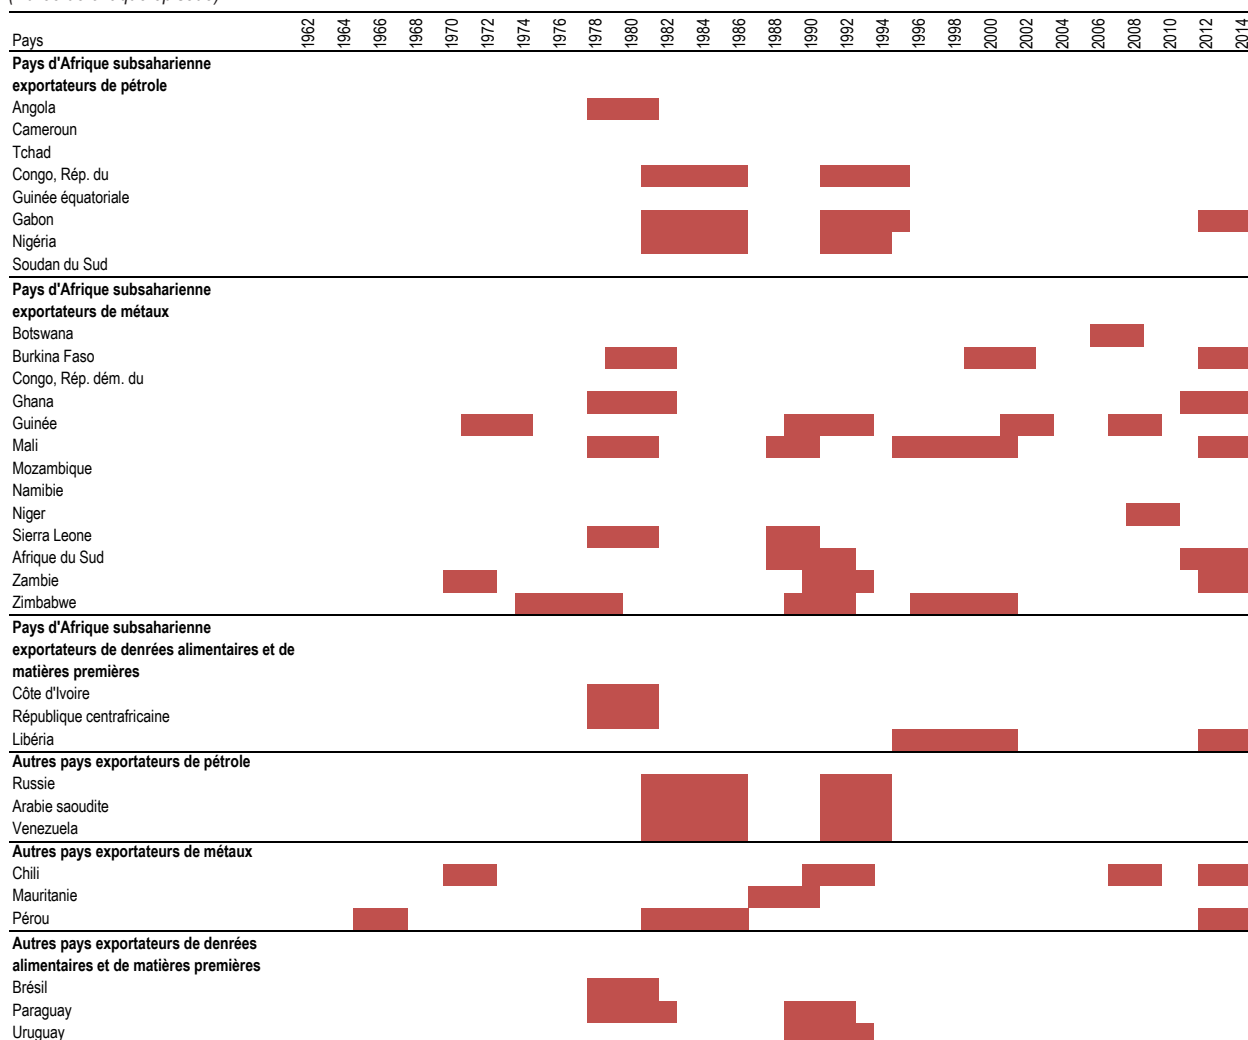 Pays 1962 1964 1966 1968 1970 1972 1974 1976 1978 1980 1982 1984 1986 1988 1990 1992 1994 1996 1998 2000 2002 2004 2006 2008 2010 2012 2014
Pays d'Afrique subsaharienne
exportateurs de pétrole
Angola
Cameroun
Tchad
Congo, Rép. du
Guinée équatoriale
Gabon
Nigéria
Soudan du Sud
Pays d'Afrique subsaharienne
exportateurs de métaux
Botswana
Burkina Faso
Congo, Rép. dém. du
Ghana
Guinée
Mali
Mozambique
Namibie
Niger
Sierra Leone
Afrique du Sud
Zambie
Zimbabwe
Pays d'Afrique subsaharienne
exportateurs de denrées alimentaires et de
matières premières
Côte d'Ivoire
République centrafricaine
Libéria
Autres pays exportateurs de pétrole
Russie
Arabie saoudite
Venezuela
Autres pays exportateurs de métaux
Chili
Mauritanie
Pérou
Autres pays exportateurs de denrées
alimentaires et de matières premières
Brésil
Paraguay
Uruguay